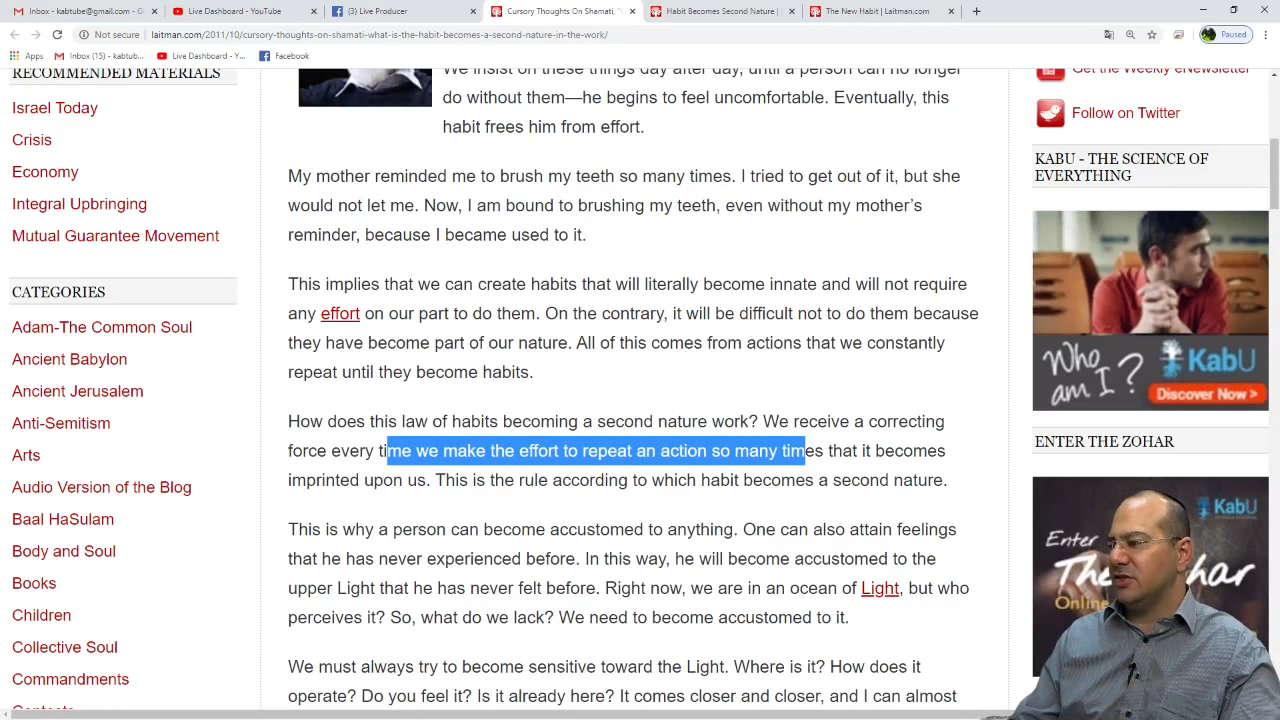 Inbox - kabtube@gmail.com -
Live Dashboard - YouTube
(3) Live Producer
Cursory Thoughts On Shamati, "
Habit Becomes Second Nature |
The New Habit | Laitman.com
Not secure
laitman.com/2011/10/cursory-thoughts-on-shamati-what-is-the-habit-becomes-a-second-nature-in-the-work/
Paused
Apps
Inbox (15) - kabtub...
Live Dashboard - Y...
Facebook
RECOMMENDED MATERIALS
Israel Today
Crisis
Economy
Integral Upbringing
Mutual Guarantee Movement
CATEGORIES
Adam-The Common Soul
Ancient Babylon
Ancient Jerusalem
Anti-Semitism
Arts
Audio Version of the Blog
Baal HaSulam
Body and Soul
Books
Children
Collective Soul
Commandments
We insist on these things day after day, until a person can no longer
do without them—he begins to feel uncomfortable. Eventually, this
habit frees him from effort.
My mother reminded me to brush my teeth so many times. I tried to get out of it, but she
would not let me. Now, I am bound to brushing my teeth, even without my mother's
reminder, because I became used to it.
This implies that we can create habits that will literally become innate and will not require
any effort on our part to do them. On the contrary, it will be difficult not to do them because
they have become part of our nature. All of this comes from actions that we constantly
repeat until they become habits.
How does this law of habits becoming a second nature work? We receive a correcting
force every time we make the effort to repeat an action so many times that it becomes
imprinted upon us. This is the rule according to which habit becomes a second nature.
This is why a person can become accustomed to anything. One can also attain feelings
that he has never experienced before. In this way, he will become accustomed to the
upper Light that he has never felt before. Right now, we are in an ocean of Light, but who
perceives it? So, what do we lack? We need to become accustomed to it.
We must always try to become sensitive toward the Light. Where is it? How does it
operate? Do you feel it? Is it already here? It comes closer and closer, and I can almost
Get the Weekly eNewsletter
Follow on Twitter
KABU - THE SCIENCE OF
EVERYTHING
Who
am I?
KabU
Discover Now >
ENTER THE ZOHAR
KabU
Enter
The Zohar
Online